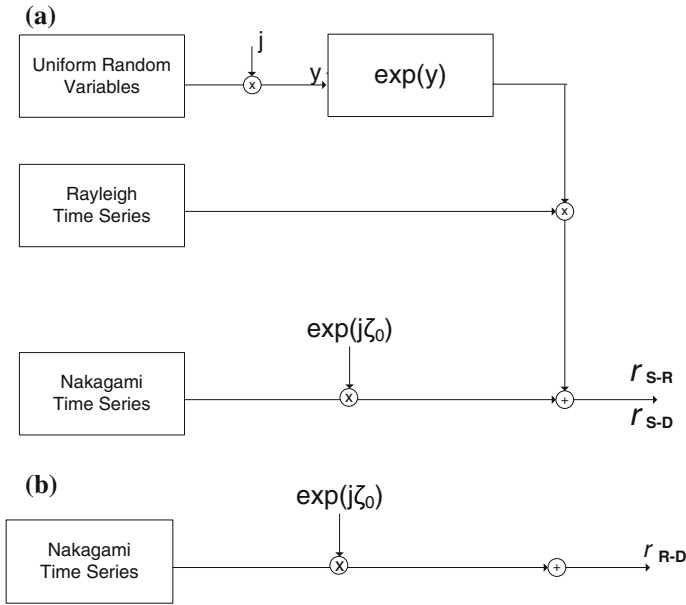 (a)
j
Uniform Random
Variables
x
y
exp(y)
Rayleigh
Time Series
x
exp(jζ0)
Nakagami
Time Series
x
+
r S-R
r S-D
(b)
exp(jζ0)
Nakagami
Time Series
x
+
r R-D